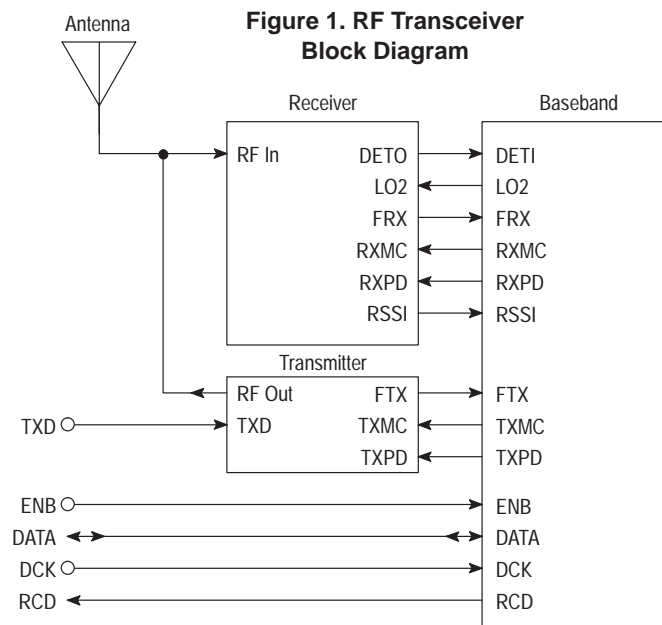 Figure 1. RF Transceiver
Block Diagram
Antenna
Receiver
Baseband
RF In
DETO
DETI
LO2
LO2
FRX
FRX
RXMC
RXMC
RXPD
RXPD
RSSI
RSSI
Transmitter
RF Out
FTX
FTX
TXD
TXD
TXMC
TXMC
TXPD
TXPD
ENB
ENB
DATA
DATA
DCK
DCK
RCD
RCD